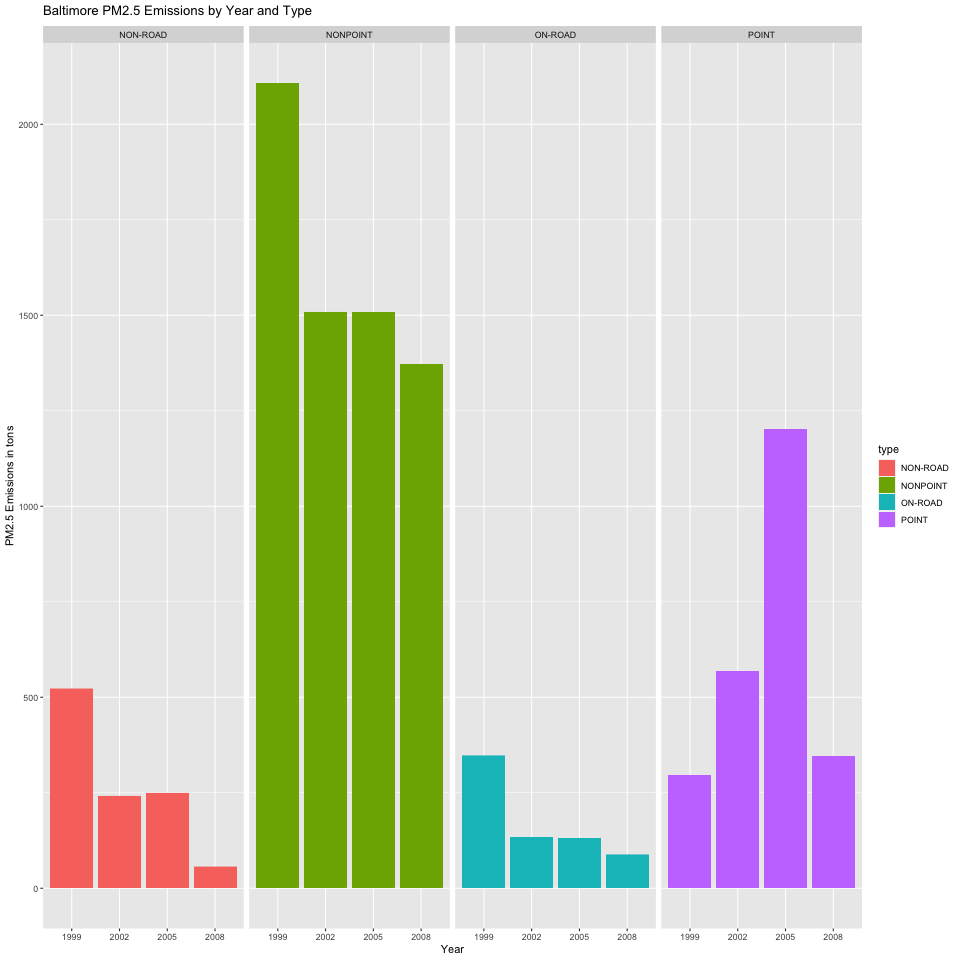 Baltimore PM2.5 Emissions by Year and Type
NON-ROAD
NONPOINT
ON-ROAD
POINT
PM2.5 Emissions in tons
2000
1500
1000
500
0
1999 2002 2005 2008
1999 2002 2005 2008
1999 2002 2005 2008
1999 2002 2005 2008
Year
type
NON-ROAD
NONPOINT
ON-ROAD
POINT